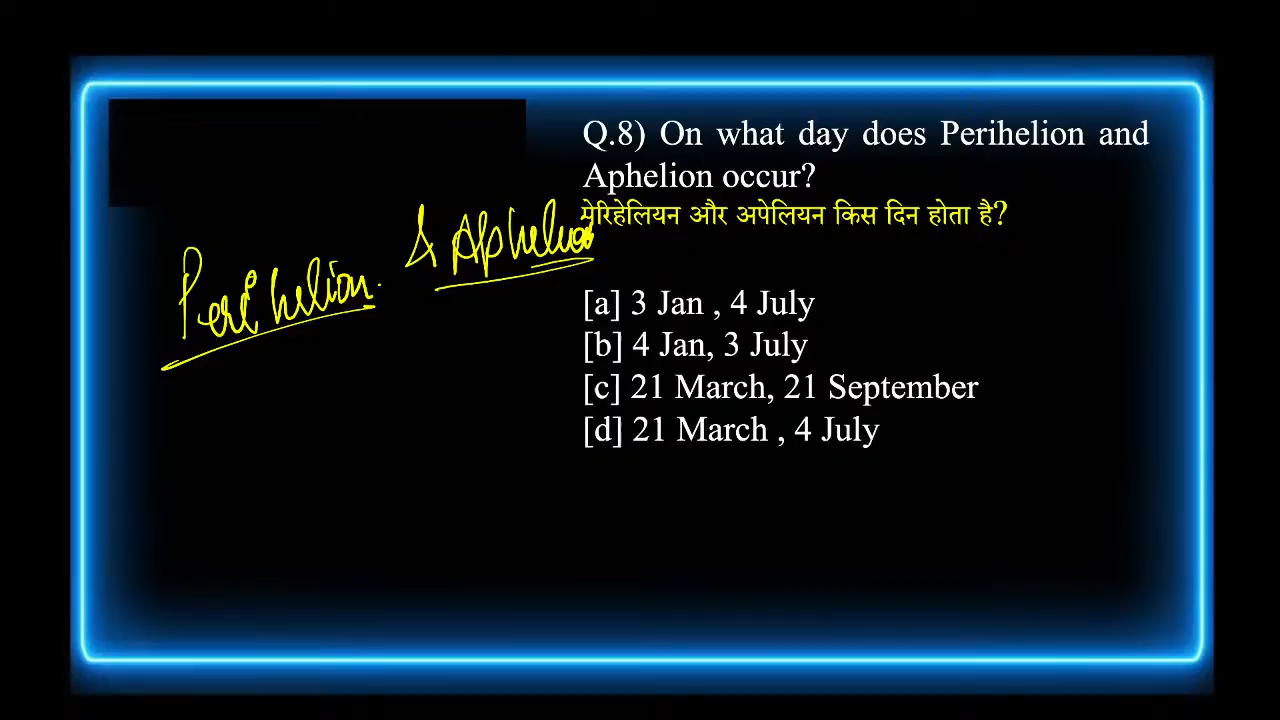 Q.8) On what day does Perihelion and
Aphelion occur?
पेरिहेलियन और अपेलियन किस दिन होता है?
[a] 3 Jan , 4 July
[b] 4 Jan, 3 July
[c] 21 March, 21 September
[d] 21 March , 4 July
Perihelion. & Aphelion